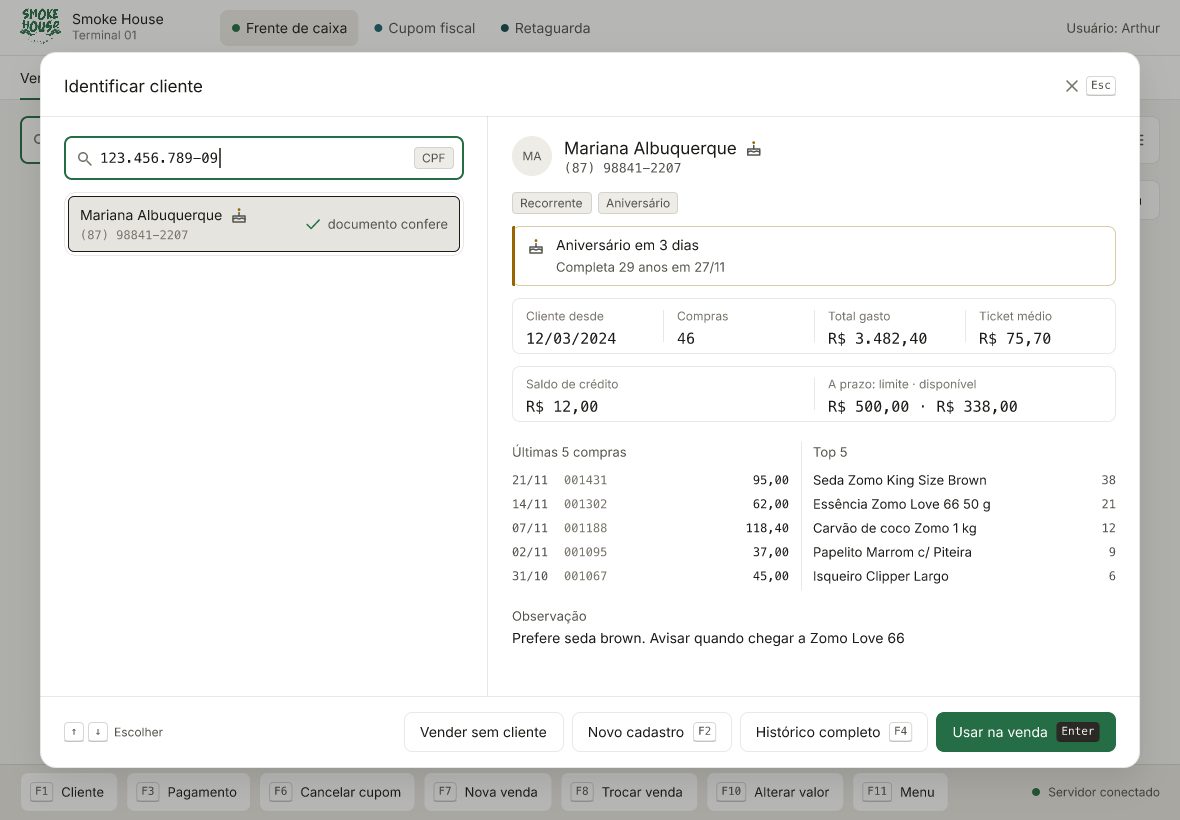 SMOKE
HOUSE
Smoke House
Terminal 01
Frente de caixa
Cupom fiscal
Retaguarda
Usuário: Arthur
Identificar cliente
Esc
123.456.789-09
CPF
Mariana Albuquerque
(87) 98841-2207
documento confere
MA
Mariana Albuquerque
(87) 98841-2207
Recorrente
Aniversário
Aniversário em 3 dias
Completa 29 anos em 27/11
Cliente desde
12/03/2024
Compras
46
Total gasto
R$ 3.482,40
Ticket médio
R$ 75,70
Saldo de crédito
R$ 12,00
A prazo: limite · disponível
R$ 500,00 · R$ 338,00
Últimas 5 compras
21/11 001431 95,00
14/11 001302 62,00
07/11 001188 118,40
02/11 001095 37,00
31/10 001067 45,00
Top 5
Seda Zomo King Size Brown 38
Essência Zomo Love 66 50 g 21
Carvão de coco Zomo 1 kg 12
Papelito Marrom c/ Piteira 9
Isqueiro Clipper Largo 6
Observação
Prefere seda brown. Avisar quando chegar a Zomo Love 66
↑ ↓ Escolher
Vender sem cliente
Novo cadastro F2
Histórico completo F4
Usar na venda Enter
F1 Cliente
F3 Pagamento
F6 Cancelar cupom
F7 Nova venda
F8 Trocar venda
F10 Alterar valor
F11 Menu
Servidor conectado